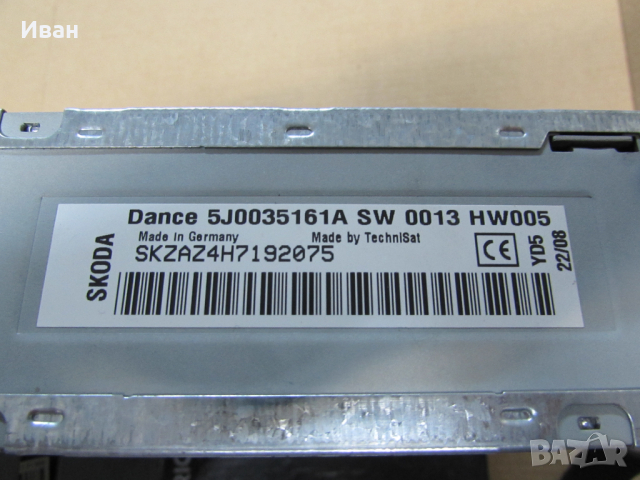 Иван
Dance 5J0035161A SW 0013 HW005
Made in Germany Made by TechniSat
SKZAZ4H7192075
SKODA
CE
YD5
22/08
BAZAR